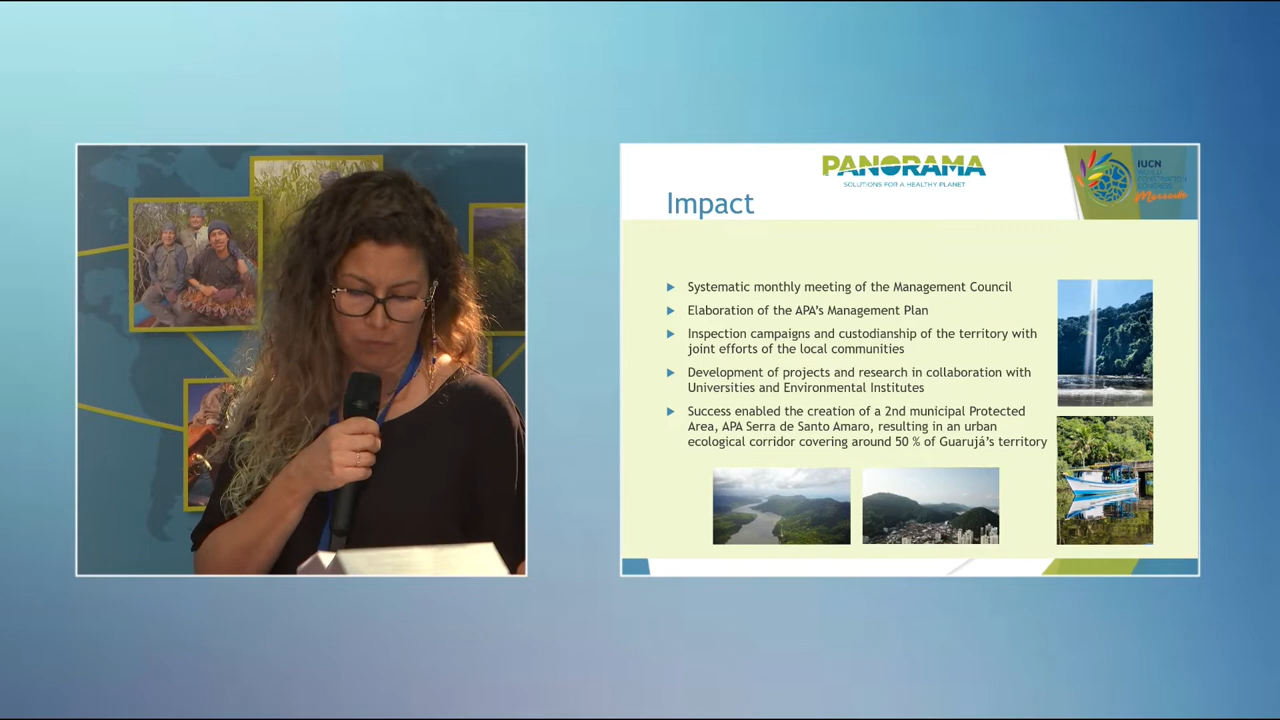 PANORAMA
SOLUTIONS FOR A HEALTHY PLANET
IUCN
WORLD
CONSERVATION
CONGRESS
Marseille
Impact
Systematic monthly meeting of the Management Council
Elaboration of the APA's Management Plan
Inspection campaigns and custodianship of the territory with
joint efforts of the local communities
Development of projects and research in collaboration with
Universities and Environmental Institutes
Success enabled the creation of a 2nd municipal Protected
Area, APA Serra de Santo Amaro, resulting in an urban
ecological corridor covering around 50 % of Guarujá's territory